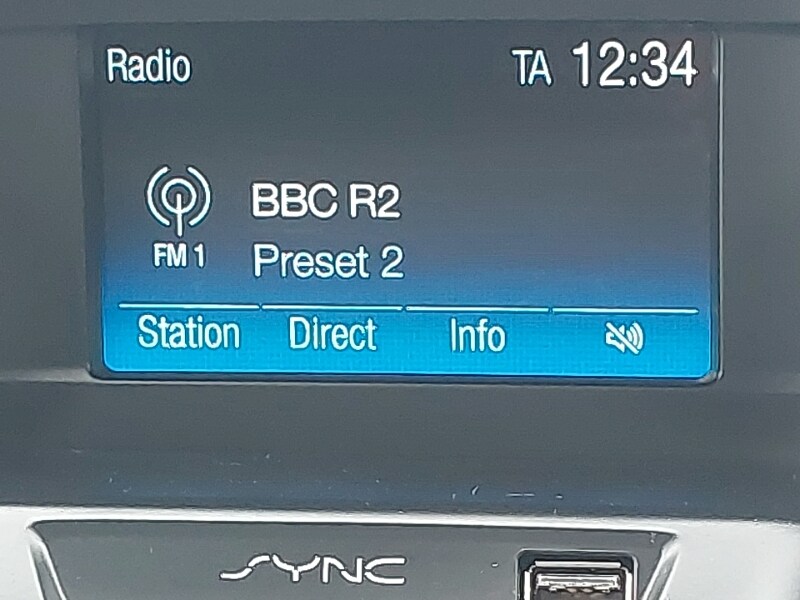 Radio TA 12:34
BBC R2
FM 1 Preset 2
Station Direct Info
SYNC